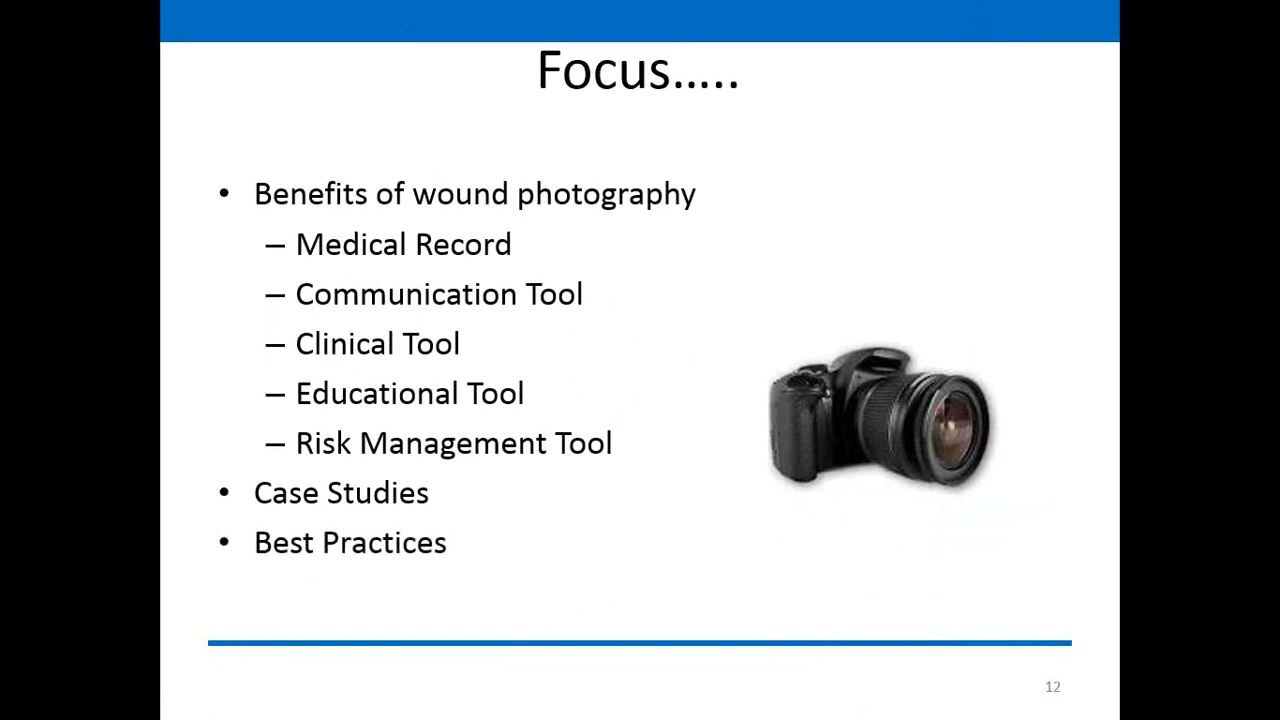 Focus.....
• Benefits of wound photography
– Medical Record
– Communication Tool
– Clinical Tool
– Educational Tool
– Risk Management Tool
• Case Studies
• Best Practices
12